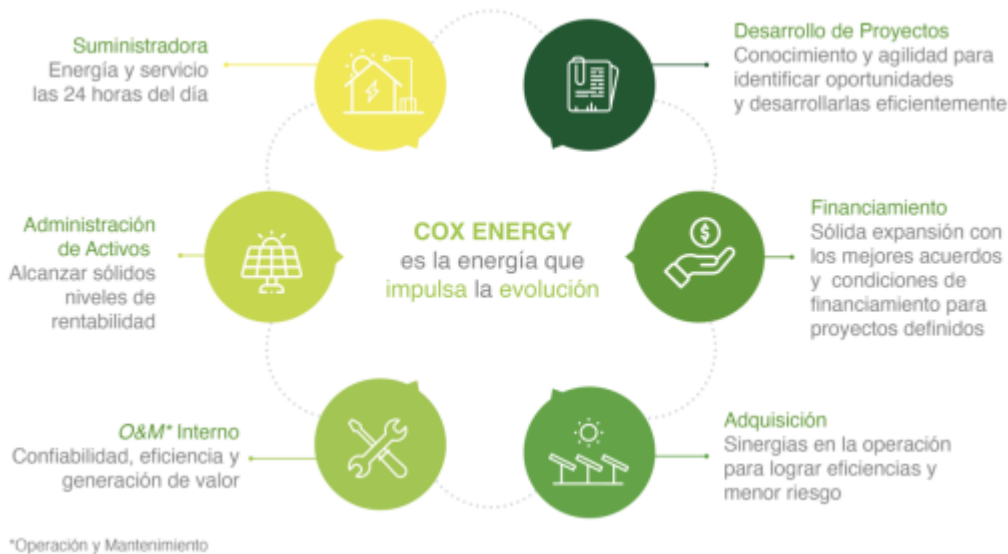 Suministradora
Energía y servicio
las 24 horas del día
Desarrollo de Proyectos
Conocimiento y agilidad para
identificar oportunidades
y desarrollarlas eficientemente
Administración
de Activos
Alcanzar sólidos
niveles de
rentabilidad
COX ENERGY
es la energía que
impulsa la evolución
Financiamiento
Sólida expansión con
los mejores acuerdos
y condiciones de
financiamiento para
proyectos definidos
O&M* Interno
Confiabilidad, eficiencia y
generación de valor
Adquisición
Sinergias en la operación
para lograr eficiencias y
menor riesgo
*Operación y Mantenimiento